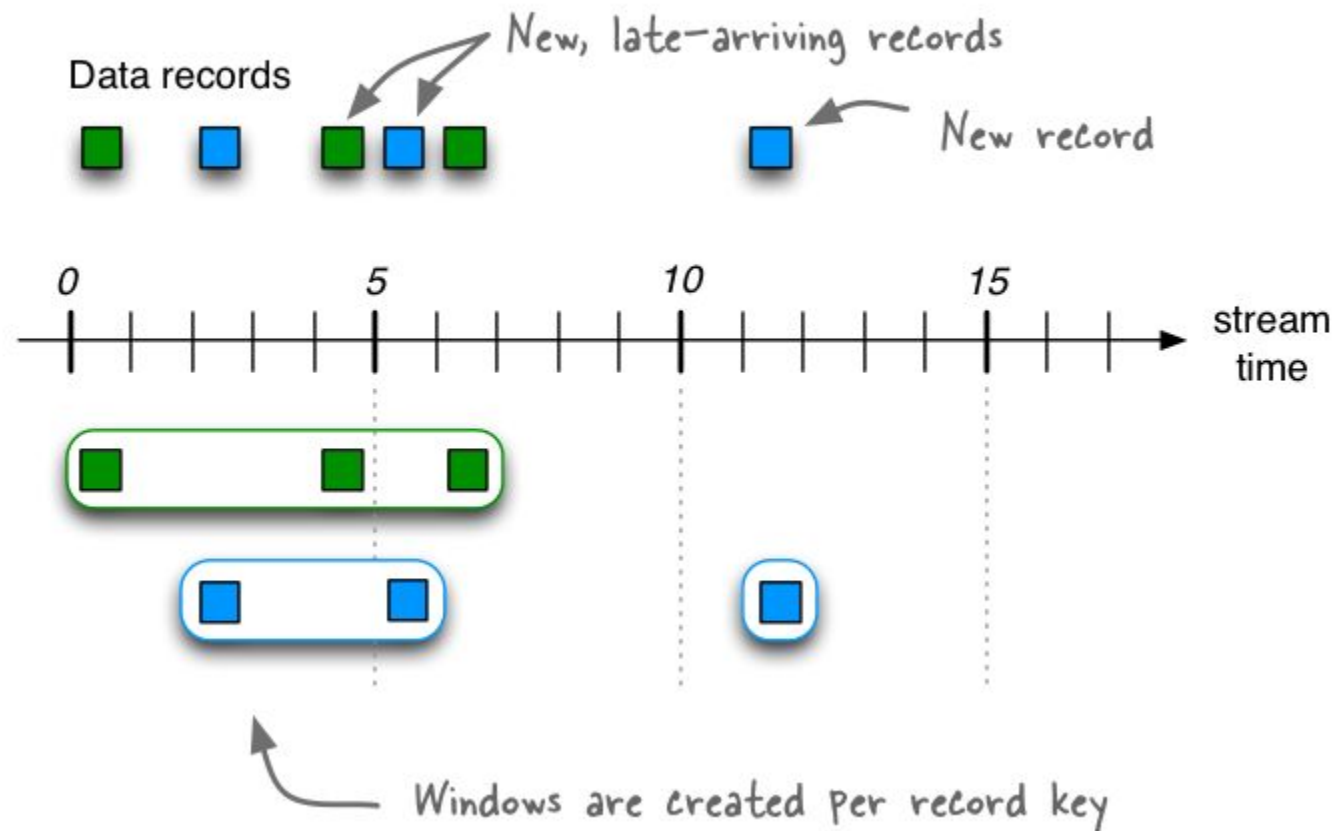 New, late-arriving records
Data records
New record
0 5 10 15
stream
time
Windows are created per record key